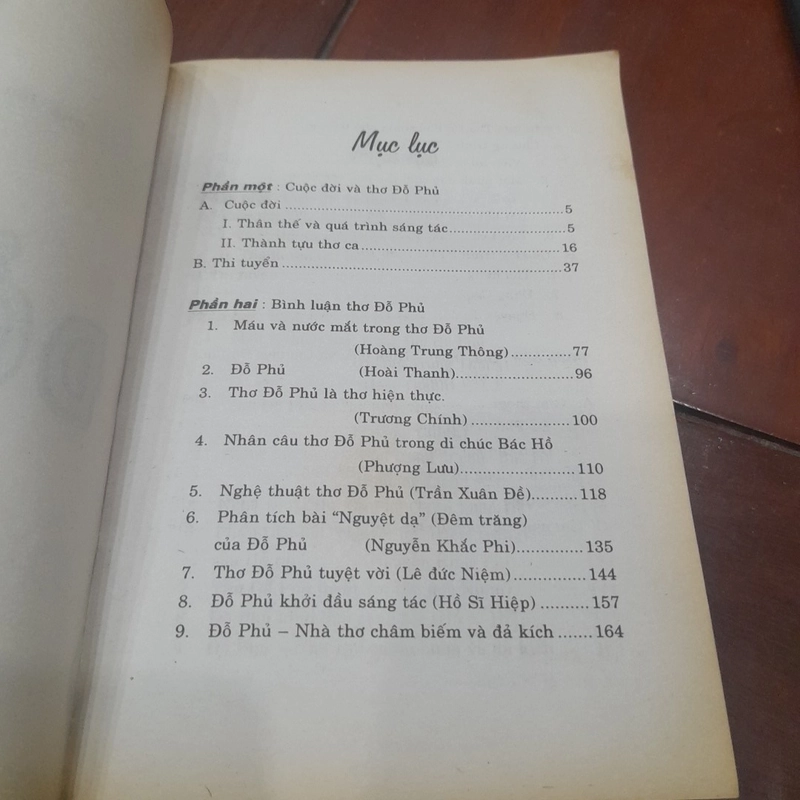 Mục lục
Phần một : Cuộc đời và thơ Đỗ Phủ
A. Cuộc đời ........................................................5
I. Thân thế và quá trình sáng tác........................5
II. Thành tựu thơ ca........................................16
B. Thi tuyển........................................................37
Phần hai : Bình luận thơ Đỗ Phủ
1. Máu và nước mắt trong thơ Đỗ Phủ
(Hoàng Trung Thông)............77
2. Đỗ Phủ (Hoài Thanh).......................96
3. Thơ Đỗ Phủ là thơ hiện thực.
(Trương Chính)....................100
4. Nhân câu thơ Đỗ Phủ trong di chúc Bác Hồ
(Phượng Lưu)......................110
5. Nghệ thuật thơ Đỗ Phủ (Trần Xuân Đề).........118
6. Phân tích bài "Nguyệt dạ" (Đêm trăng)
của Đỗ Phủ (Nguyễn Khắc Phi)............135
7. Thơ Đỗ Phủ tuyệt vời (Lê đức Niệm).............144
8. Đỗ Phủ khởi đầu sáng tác (Hồ Sĩ Hiệp) .........157
9. Đỗ Phủ – Nhà thơ châm biếm và đả kích ......164